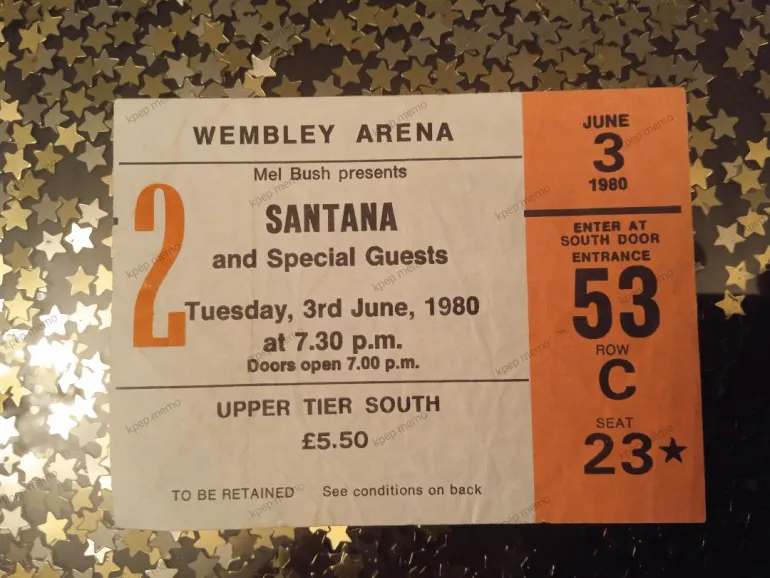 WEMBLEY ARENA
Mel Bush presents
2
SANTANA
and Special Guests
Tuesday, 3rd June, 1980
at 7.30 p.m.
Doors open 7.00 p.m.
UPPER TIER SOUTH
£5.50
TO BE RETAINED See conditions on back
JUNE
3
1980
ENTER AT
SOUTH DOOR
ENTRANCE
53
ROW
C
SEAT
23★
kpep memo